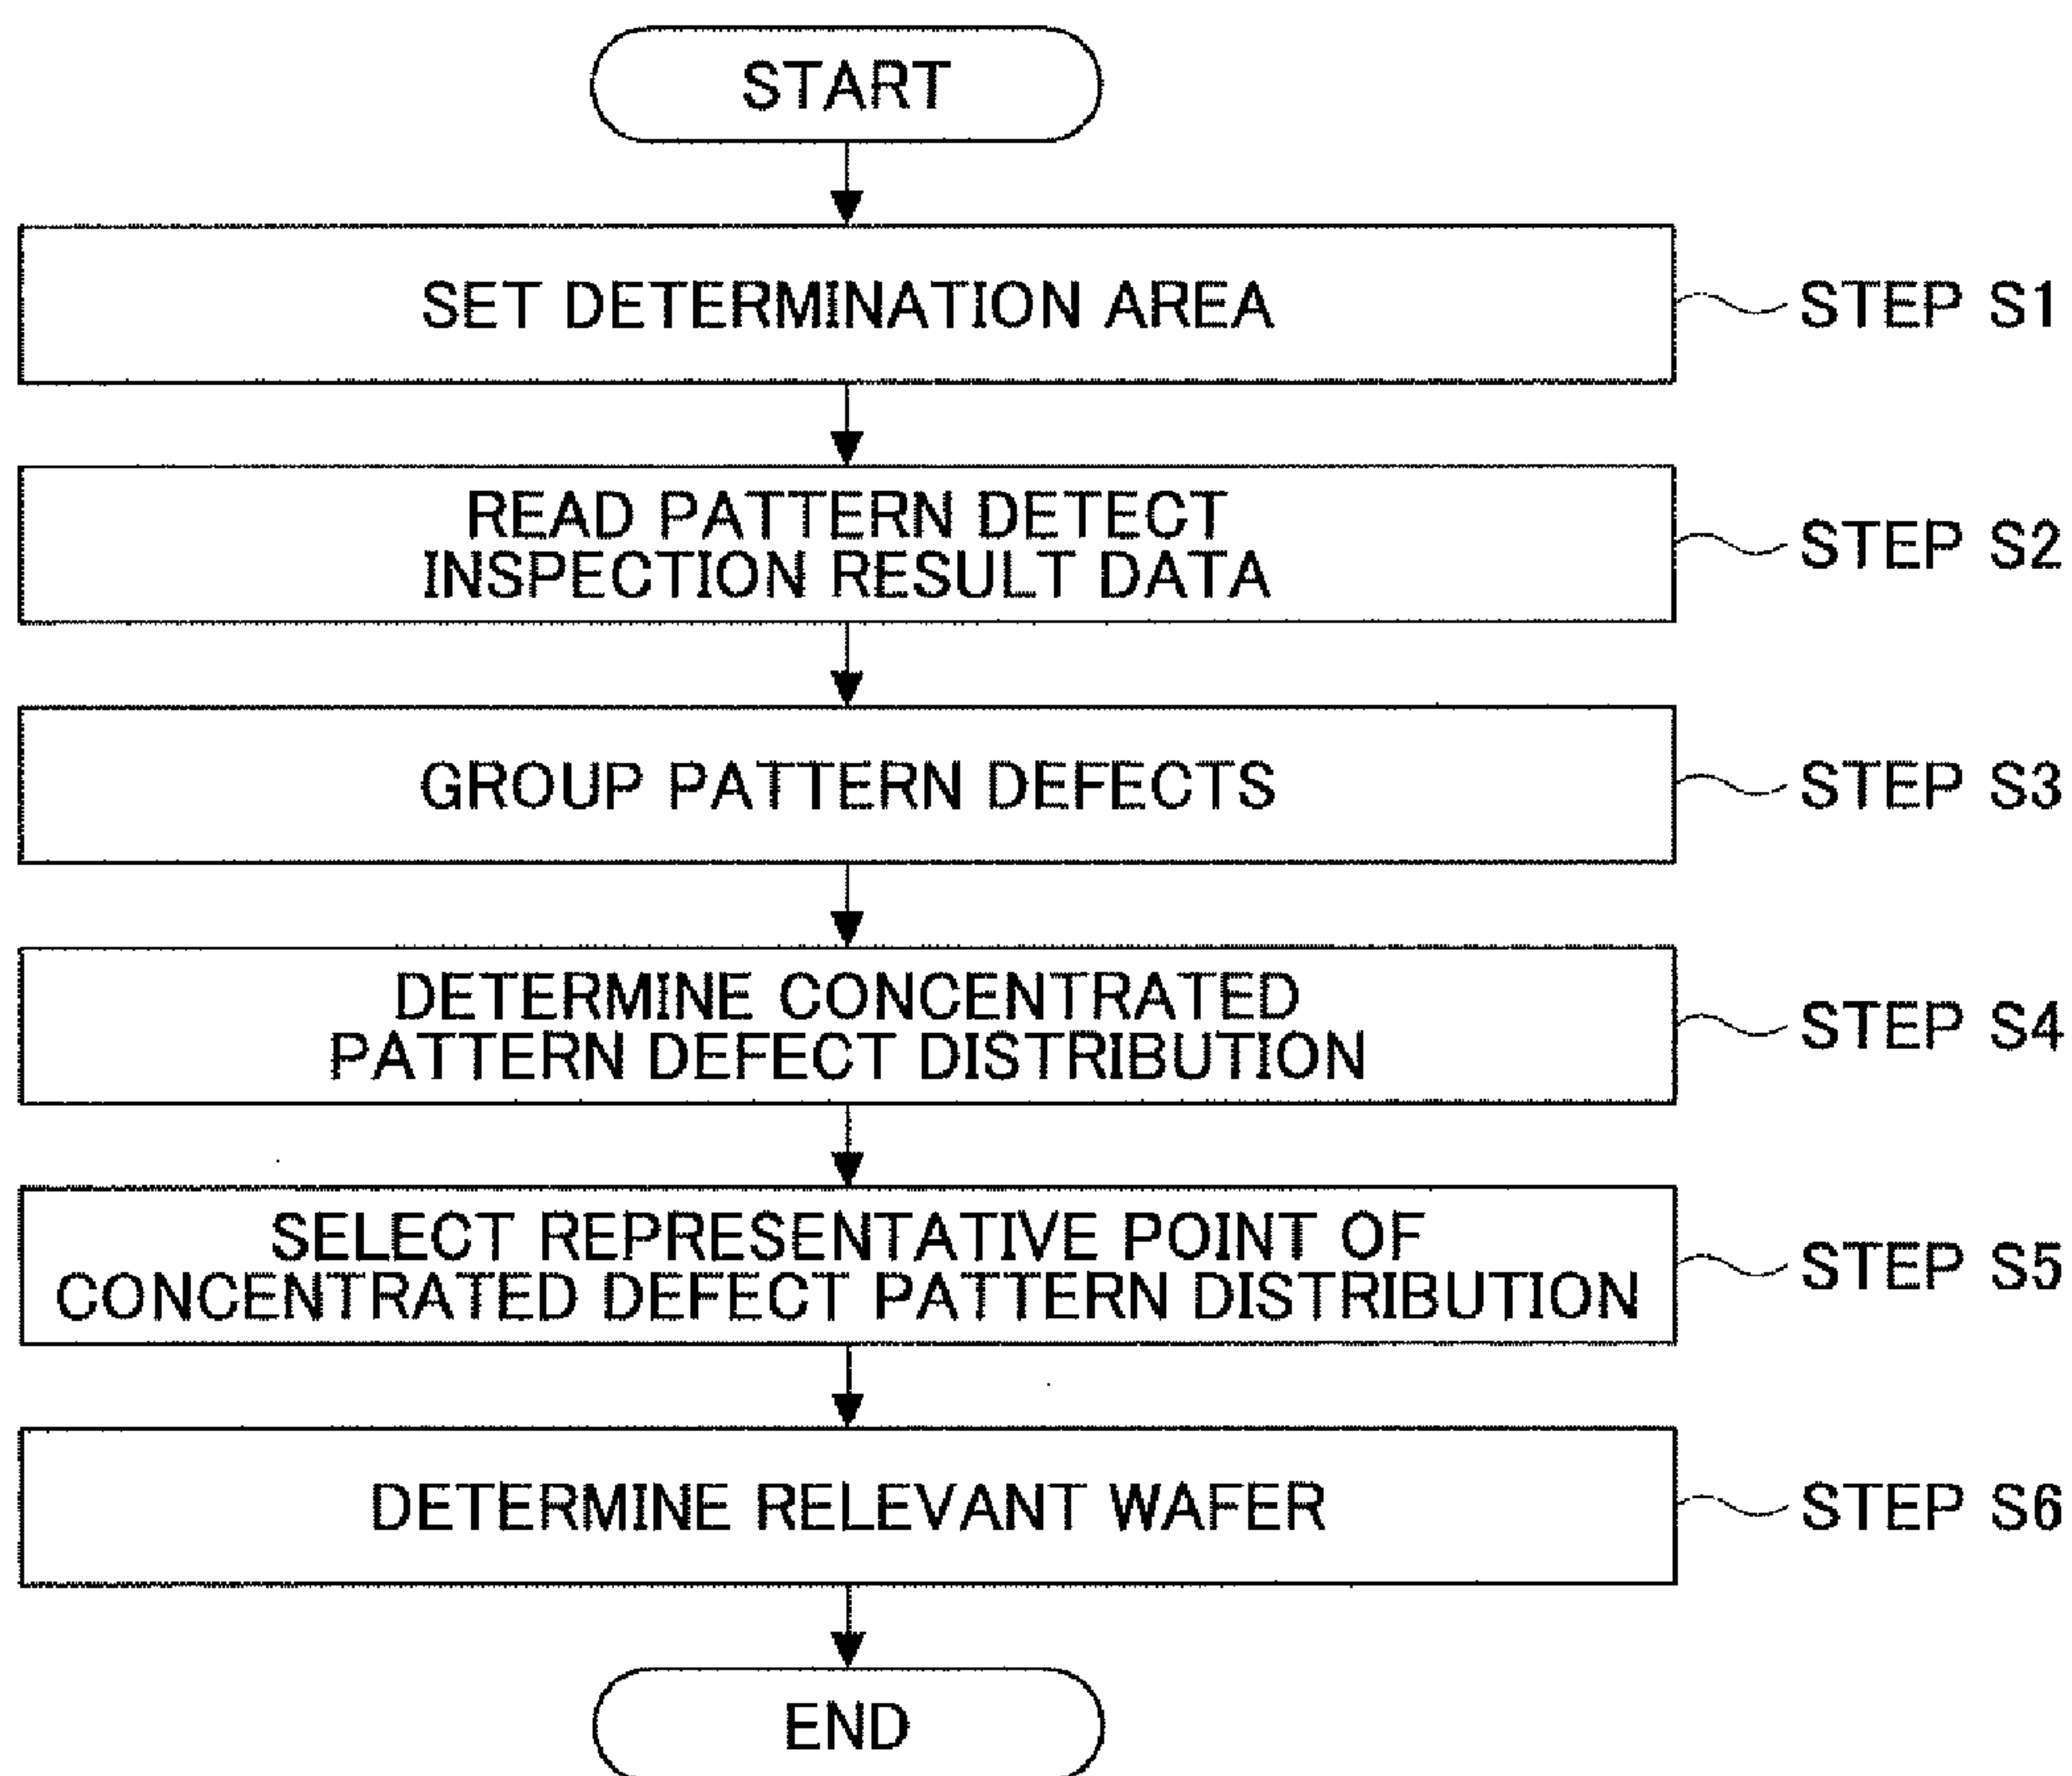 START
SET DETERMINATION AREA
STEP S1
READ PATTERN DETECT
INSPECTION RESULT DATA
STEP S2
GROUP PATTERN DEFECTS
STEP S3
DETERMINE CONCENTRATED
PATTERN DEFECT DISTRIBUTION
STEP S4
SELECT REPRESENTATIVE POINT OF
CONCENTRATED DEFECT PATTERN DISTRIBUTION
STEP S5
DETERMINE RELEVANT WAFER
STEP S6
END